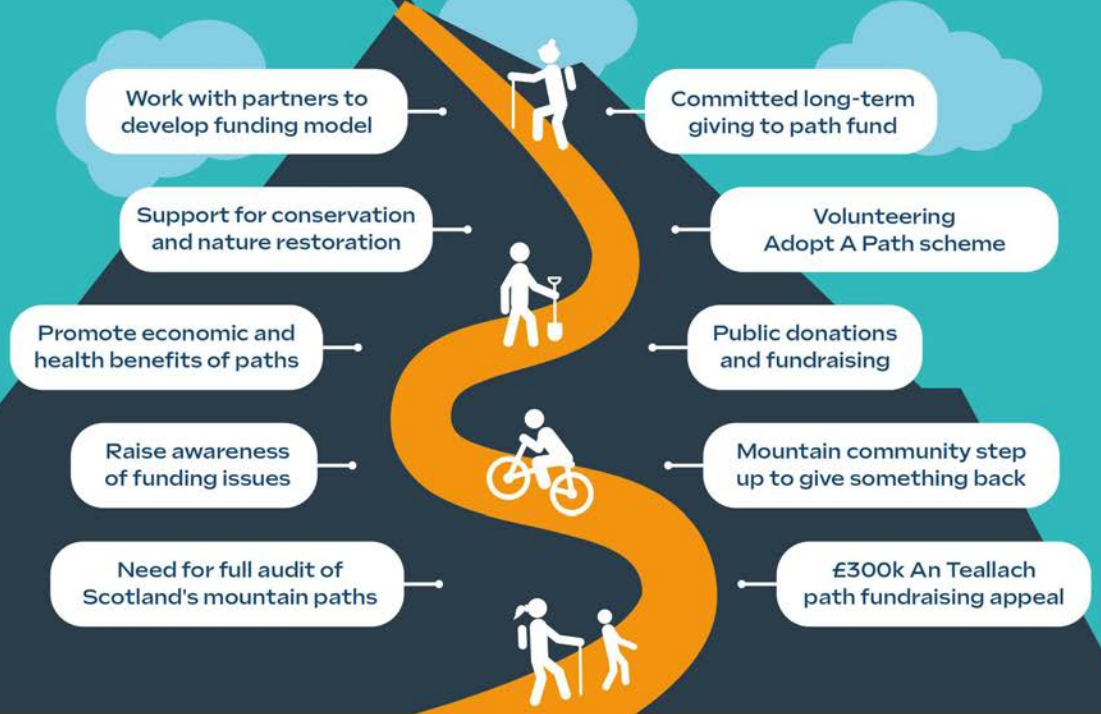 Work with partners to
develop funding model
Committed long-term
giving to path fund
Support for conservation
and nature restoration
Volunteering
Adopt A Path scheme
Promote economic and
health benefits of paths
Public donations
and fundraising
Raise awareness
of funding issues
Mountain community step
up to give something back
Need for full audit of
Scotland's mountain paths
£300k An Teallach
path fundraising appeal